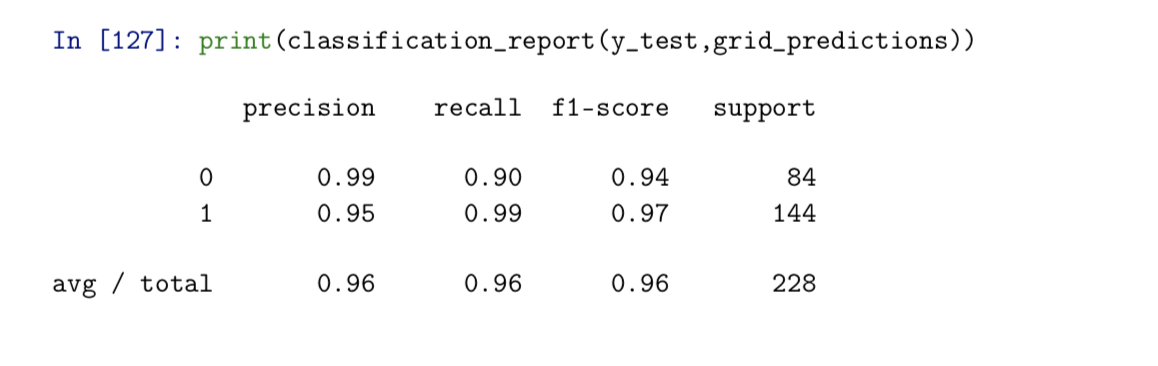 In [127]: print(classification_report(y_test,grid_predictions))
precision recall f1-score support
0 0.99 0.90 0.94 84
1 0.95 0.99 0.97 144
avg / total 0.96 0.96 0.96 228